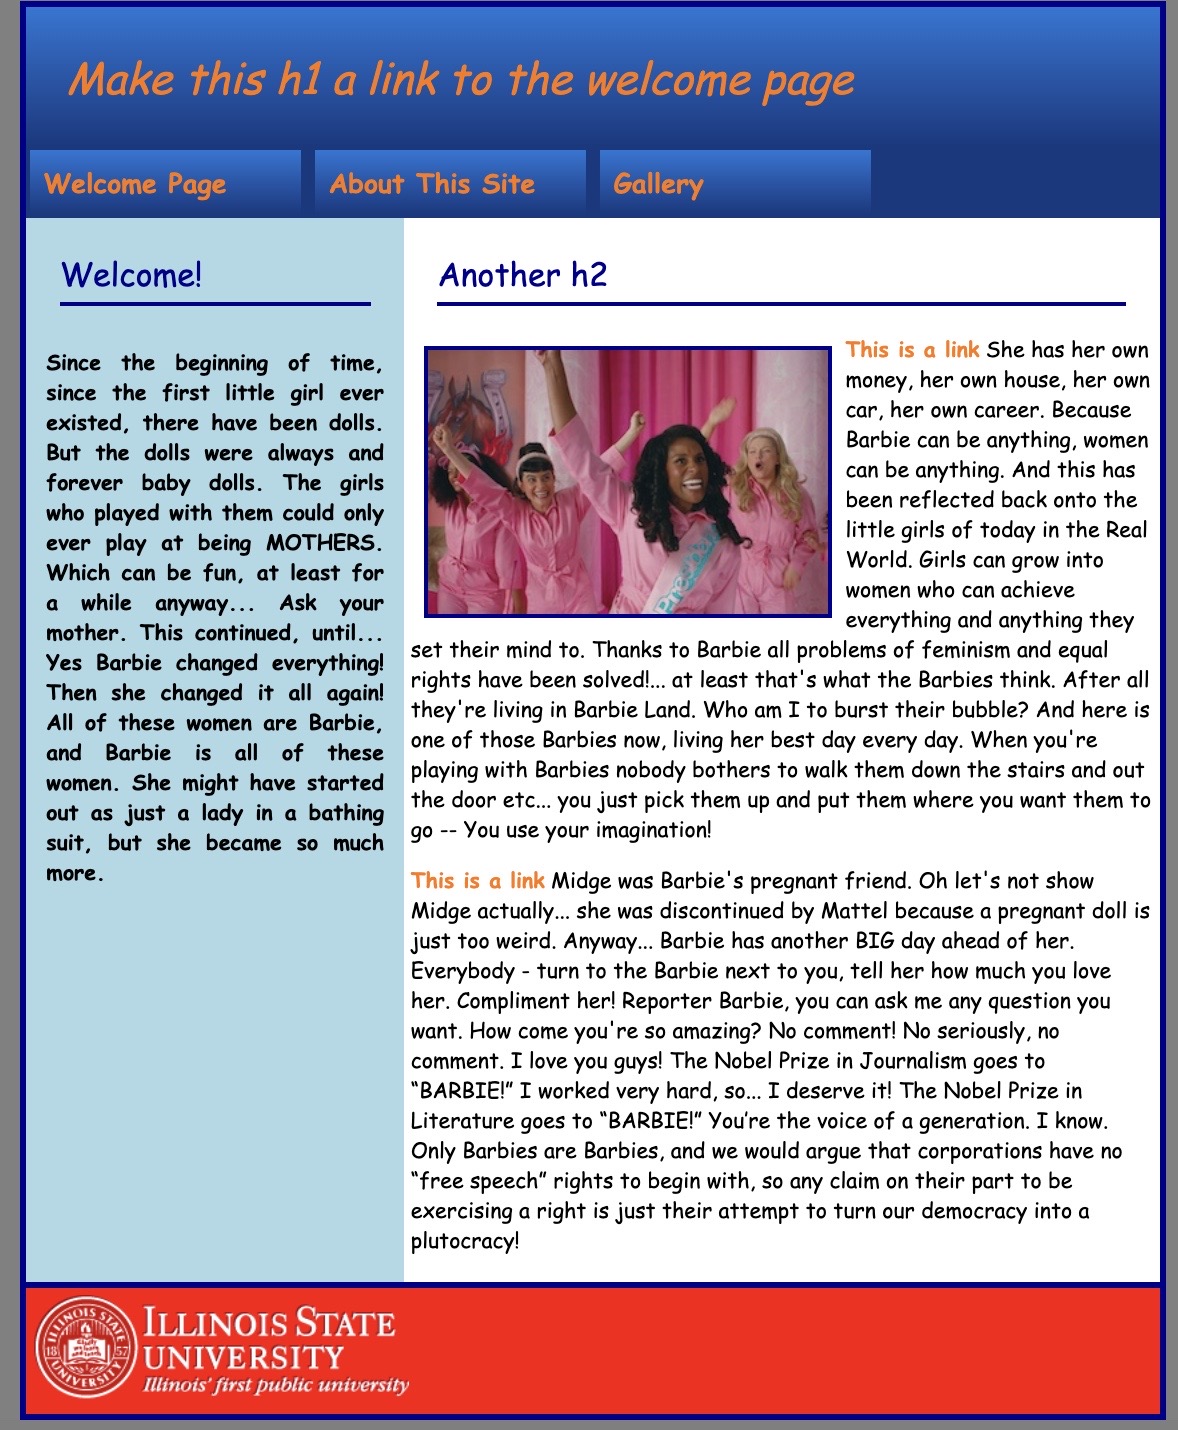 Make this h1 a link to the welcome page
Welcome Page
About This Site
Gallery
Welcome!
Since the beginning of time,
since the first little girl ever
existed, there have been dolls.
But the dolls were always and
forever baby dolls. The girls
who played with them could only
ever play at being MOTHERS.
Which can be fun, at least for
a while anyway... Ask your
mother. This continued, until...
Yes Barbie changed everything!
Then she changed it all again!
All of these women are Barbie,
and Barbie is all of these
women. She might have started
out as just a lady in a bathing
suit, but she became so much
more.
Another h2
This is a link She has her own
money, her own house, her own
car, her own career. Because
Barbie can be anything, women
can be anything. And this has
been reflected back onto the
little girls of today in the Real
World. Girls can grow into
women who can achieve
everything and anything they
set their mind to. Thanks to Barbie all problems of feminism and equal
rights have been solved!... at least that's what the Barbies think. After all
they're living in Barbie Land. Who am I to burst their bubble? And here is
one of those Barbies now, living her best day every day. When you're
playing with Barbies nobody bothers to walk them down the stairs and out
the door etc... you just pick them up and put them where you want them to
go -- You use your imagination!
This is a link Midge was Barbie's pregnant friend. Oh let's not show
Midge actually... she was discontinued by Mattel because a pregnant doll is
just too weird. Anyway... Barbie has another BIG day ahead of her.
Everybody - turn to the Barbie next to you, tell her how much you love
her. Compliment her! Reporter Barbie, you can ask me any question you
want. How come you're so amazing? No comment! No seriously, no
comment. I love you guys! The Nobel Prize in Journalism goes to
“BARBIE!” I worked very hard, so... I deserve it! The Nobel Prize in
Literature goes to “BARBIE!” You’re the voice of a generation. I know.
Only Barbies are Barbies, and we would argue that corporations have no
“free speech” rights to begin with, so any claim on their part to be
exercising a right is just their attempt to turn our democracy into a
plutocracy!
ILLINOIS STATE
UNIVERSITY
18 57
ILLINOIS STATE
UNIVERSITY
Illinois' first public university